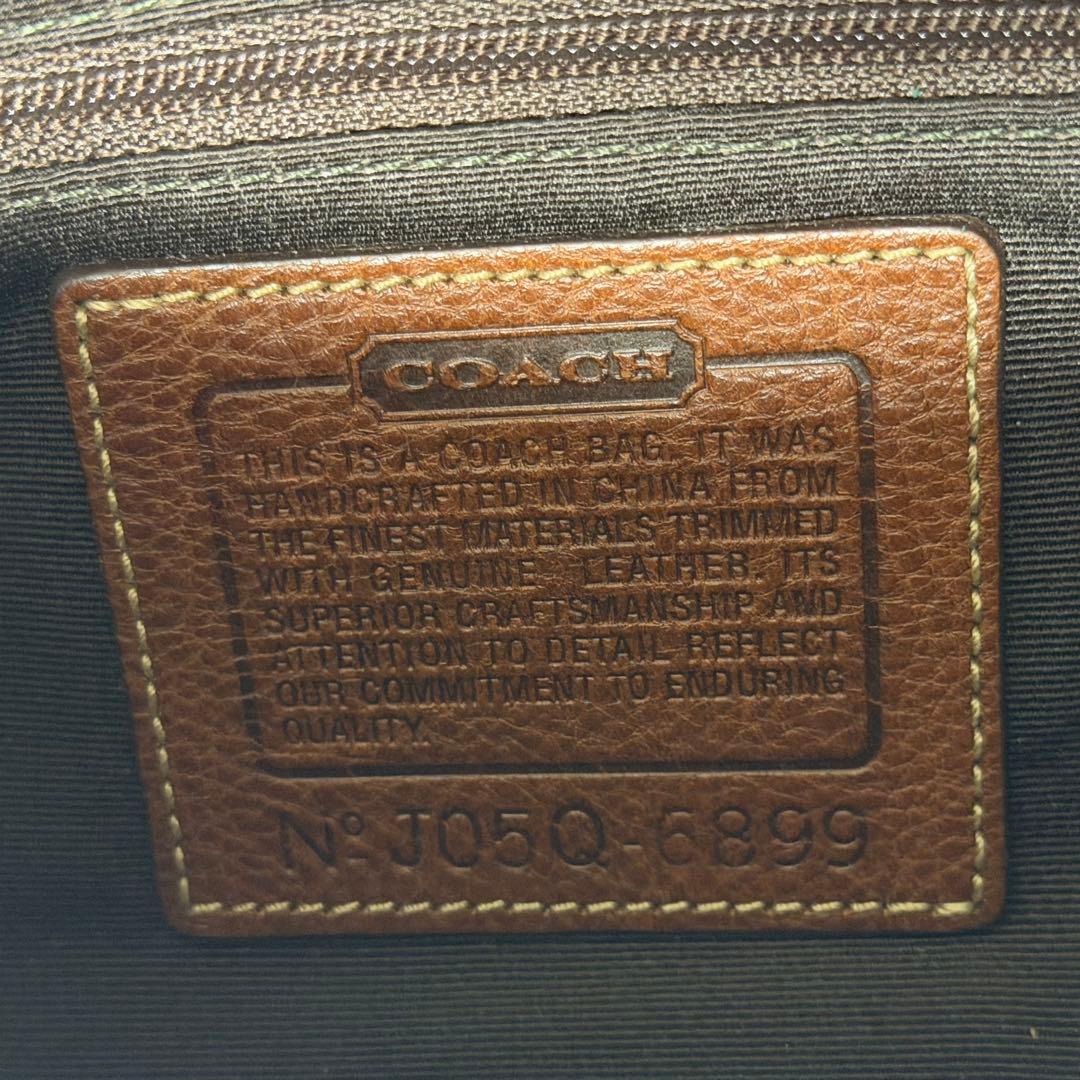 COACH
THIS IS A COACH BAG. IT WAS
HANDCRAFTED IN CHINA FROM
THE FINEST MATERIALS TRIMMED
WITH GENUINE LEATHER. ITS
SUPERIOR CRAFTSMANSHIP AND
ATTENTION TO DETAIL REFLECT
OUR COMMITMENT TO ENDURING
QUALITY.
Nº J05Q-6899